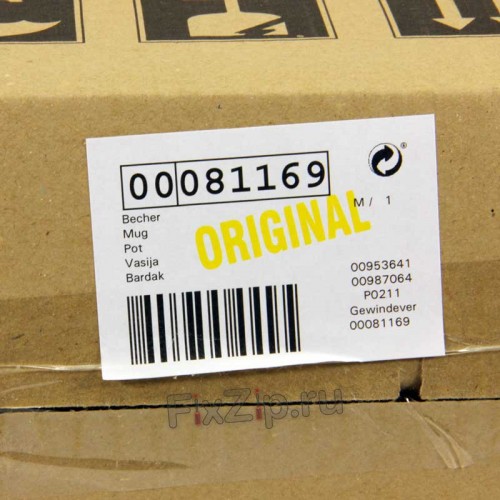 00081169
Becher
Mug
Pot
Vasija
Bardak
ORIGINAL
M / 1
00953641
00987064
P0211
Gewindever
00081169
FixZip.ru